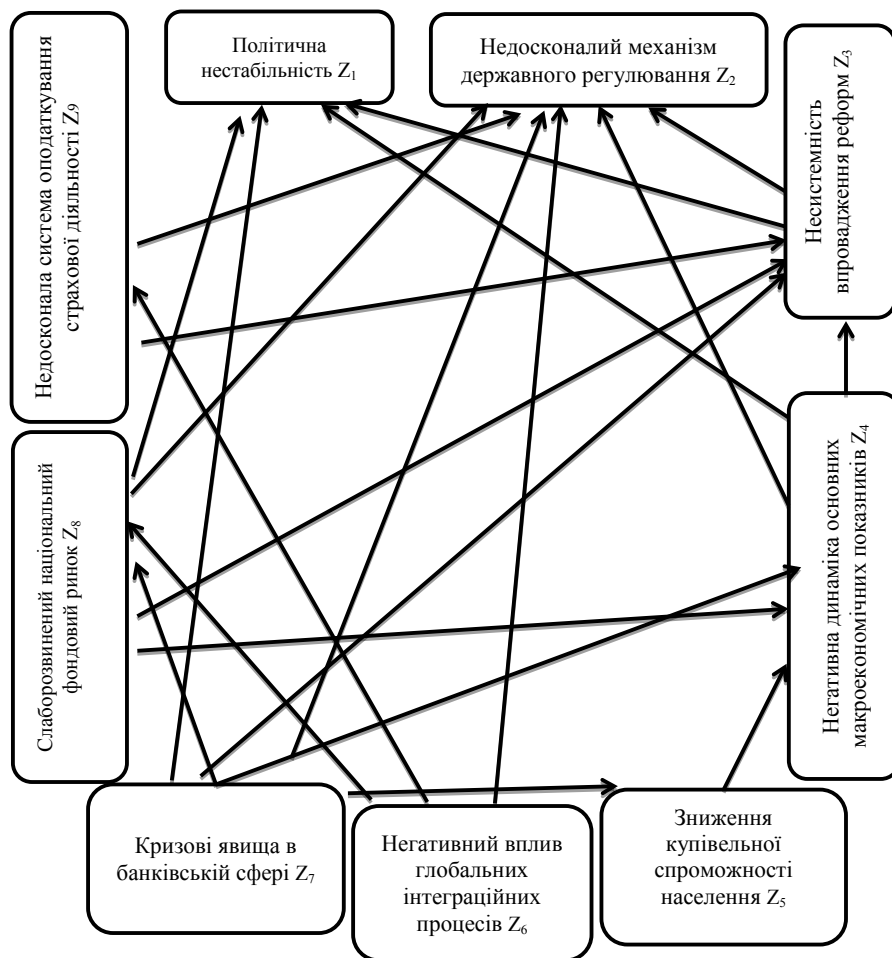 Політична
нестабільність Z1
Недосконалий механізм
державного регулювання Z2
Несистемність
впровадження реформ Z3
Негативна динаміка основних
макроекономічних показників Z4
Зниження
купівельної
спроможності
населення Z5
Негативний вплив
глобальних
інтеграційних
процесів Z6
Кризові явища в
банківській сфері Z7
Слаборозвинений національний
фондовий ринок Z8
Недосконала система оподаткування
страхової діяльності Z9